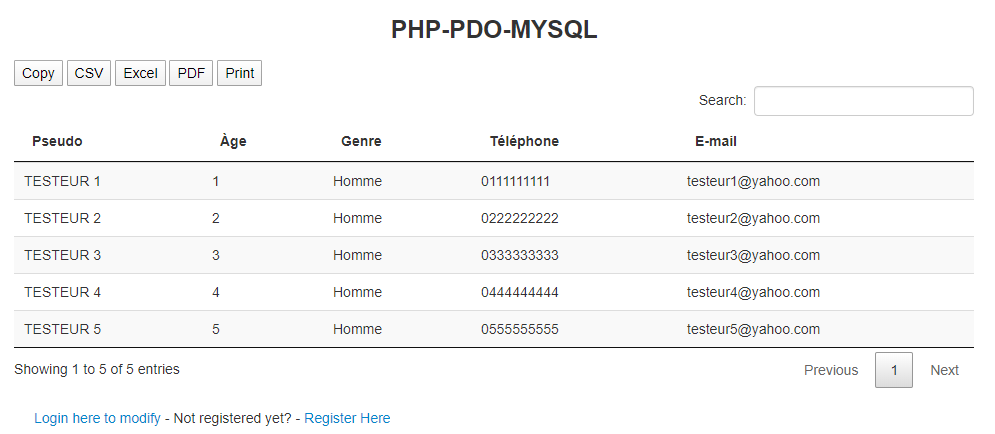 PHP-PDO-MYSQL
Copy CSV Excel PDF Print
Search:
Pseudo Âge Genre Téléphone E-mail
TESTEUR 1 1 Homme 0111111111 testeur1@yahoo.com
TESTEUR 2 2 Homme 0222222222 testeur2@yahoo.com
TESTEUR 3 3 Homme 0333333333 testeur3@yahoo.com
TESTEUR 4 4 Homme 0444444444 testeur4@yahoo.com
TESTEUR 5 5 Homme 0555555555 testeur5@yahoo.com
Showing 1 to 5 of 5 entries Previous 1 Next
Login here to modify - Not registered yet? - Register Here